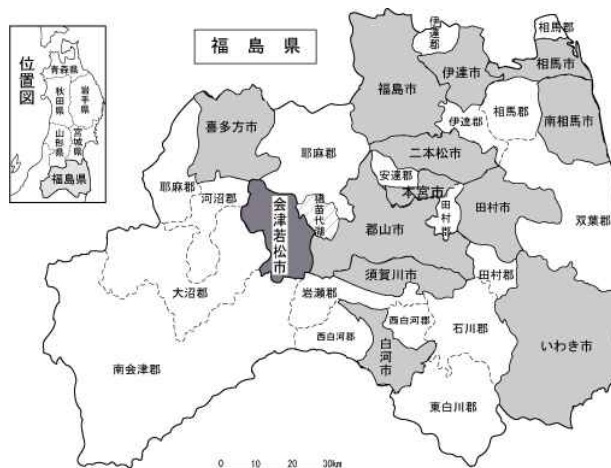 福島県
位置図
青森県
秋田県
岩手県
山形県
宮城県
福島県
伊達郡
相馬郡
福島市
伊達市
相馬市
喜多方市
伊達郡
相馬郡
南相馬市
耶麻郡
二本松市
安達郡
本宮市
耶麻郡
河沼郡
会津若松市
猪苗代湖
田村郡
田村市
双葉郡
郡山市
大沼郡
須賀川市
田村郡
岩瀬郡
西白河郡
石川郡
いわき市
西白河郡
白河市
南会津郡
東白川郡
0 10 20 30km